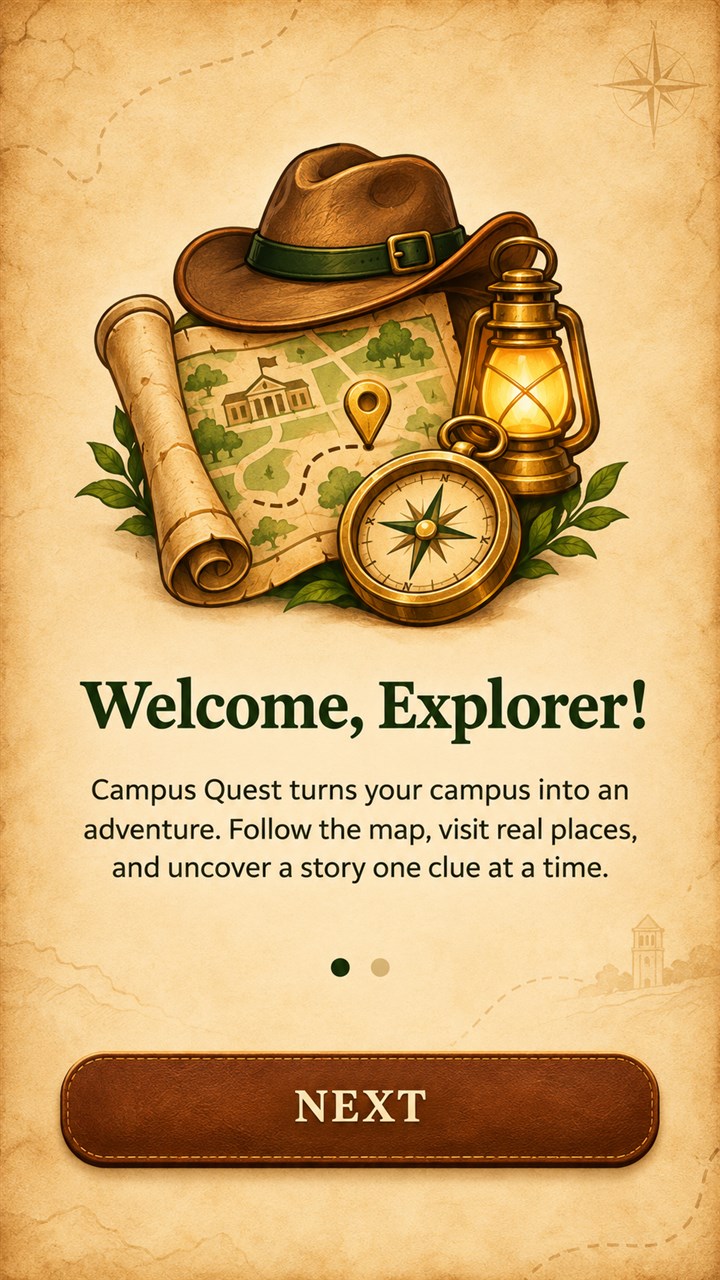 N
Welcome, Explorer!
Campus Quest turns your campus into an
adventure. Follow the map, visit real places,
and uncover a story one clue at a time.
NEXT